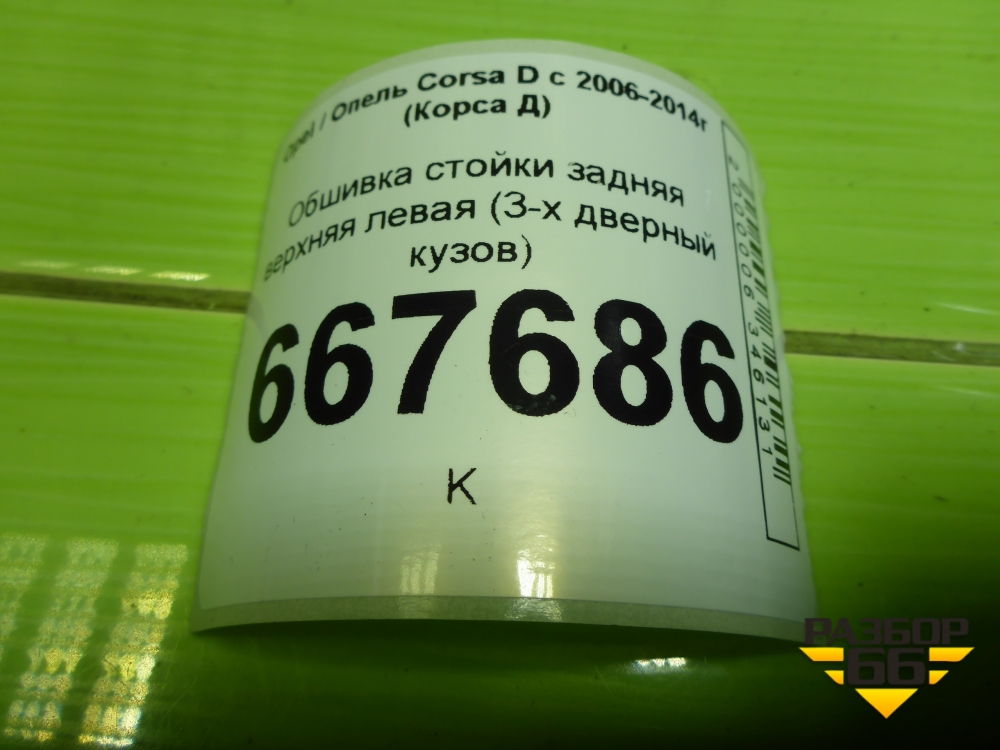 Opel / Опель Corsa D с 2006-2014г
(Корса Д)
Обшивка стойки задняя
верхняя левая (3-х дверный
кузов)
667686
К
2000006346131
РАЗБОР
66